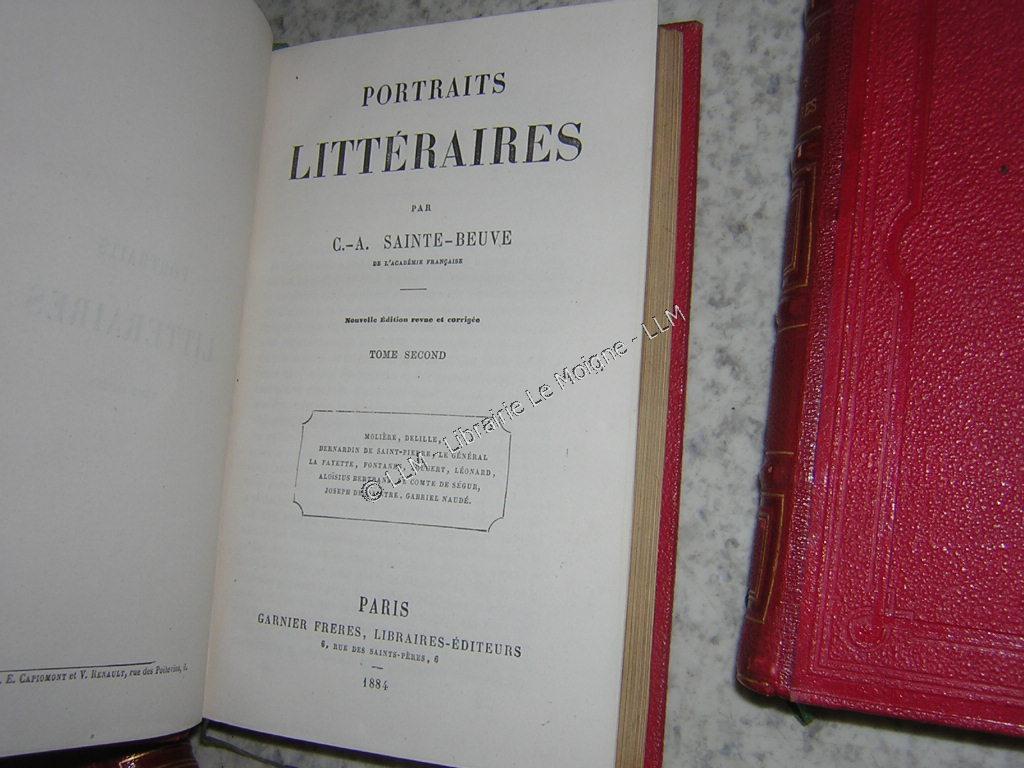 PORTRAITS
LITTÉRAIRES
PAR
C.-A. SAINTE-BEUVE
DE L'ACADÉMIE FRANÇAISE
Nouvelle Édition revue et corrigée
TOME SECOND
MOLIÈRE, DELILLE,
BERNARDIN DE SAINT-PIERRE, LE GÉNÉRAL
LA FAYETTE, FONTANES, JOUBERT, LÉONARD,
ALOÏSIUS BERTRAND, LE COMTE DE SÉGUR,
JOSEPH DE MAISTRE, GABRIEL NAUDÉ.
PARIS
GARNIER FRERES, LIBRAIRES-ÉDITEURS
6, RUE DES SAINTS-PÈRES, 6
1884
E. CAPIOMONT et V. RENAULT, rue des Poitevins, 6.
© LLM - Librairie Le Moigne - LLM